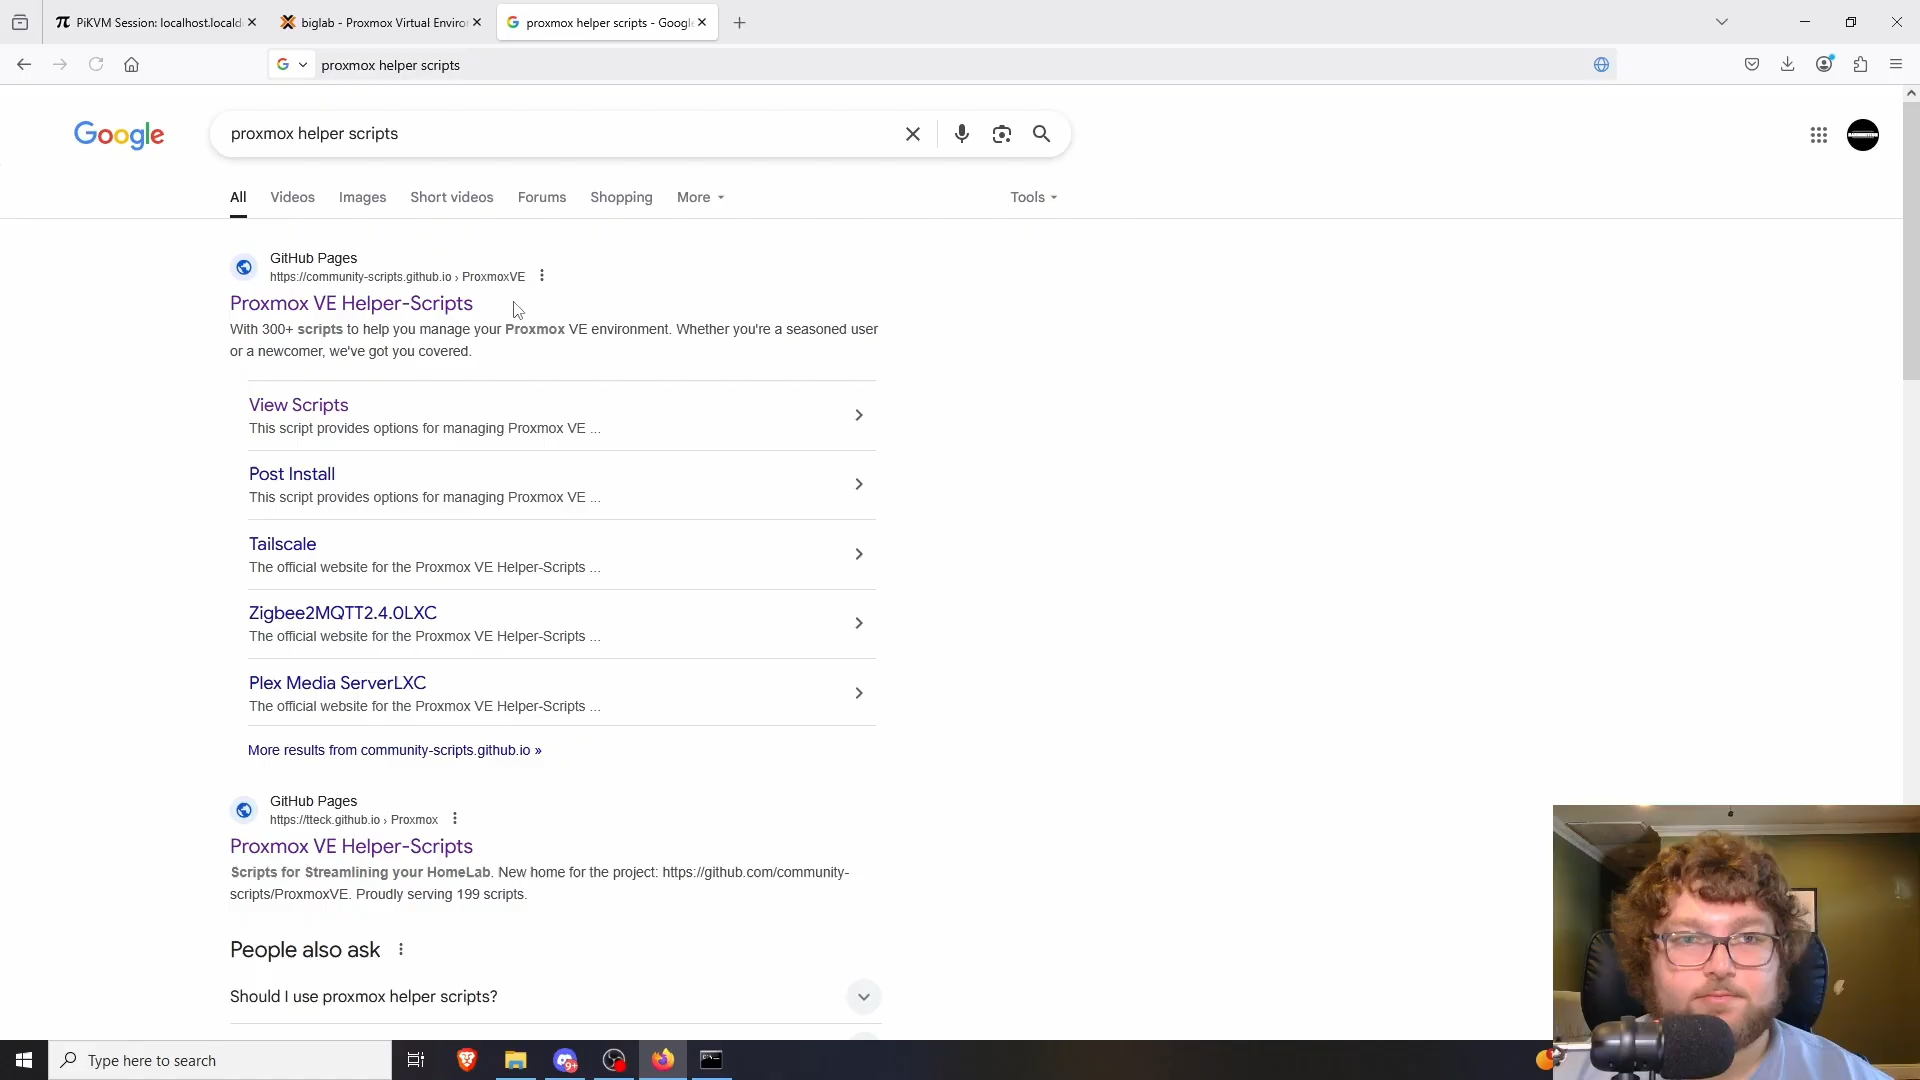 PiKVM Session: localhost.locald
biglab - Proxmox Virtual Enviro
proxmox helper scripts - Googl
proxmox helper scripts
Google
proxmox helper scripts
All
Videos
Images
Short videos
Forums
Shopping
More
Tools
GitHub Pages
https://community-scripts.github.io › ProxmoxVE
Proxmox VE Helper-Scripts
With 300+ scripts to help you manage your Proxmox VE environment. Whether you're a seasoned user
or a newcomer, we've got you covered.
View Scripts
This script provides options for managing Proxmox VE ...
Post Install
This script provides options for managing Proxmox VE ...
Tailscale
The official website for the Proxmox VE Helper-Scripts ...
Zigbee2MQTT2.4.0LXC
The official website for the Proxmox VE Helper-Scripts ...
Plex Media ServerLXC
The official website for the Proxmox VE Helper-Scripts ...
More results from community-scripts.github.io »
GitHub Pages
https://tteck.github.io › Proxmox
Proxmox VE Helper-Scripts
Scripts for Streamlining your HomeLab. New home for the project: https://github.com/community-
scripts/ProxmoxVE. Proudly serving 199 scripts.
People also ask
Should I use proxmox helper scripts?
Type here to search
9+